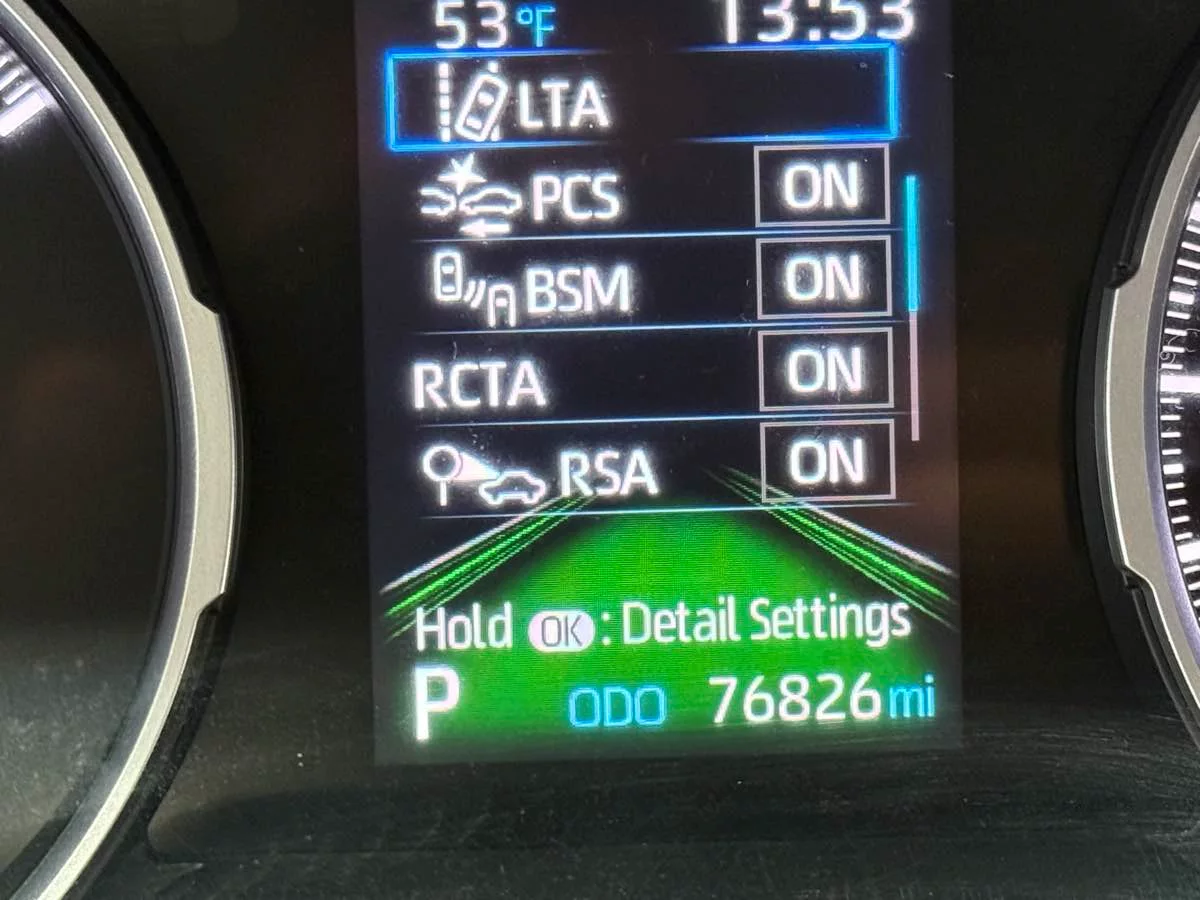 53°F 13:53
LTA
PCS ON
BSM ON
RCTA ON
RSA ON
Hold OK : Detail Settings
P ODO 76826 mi